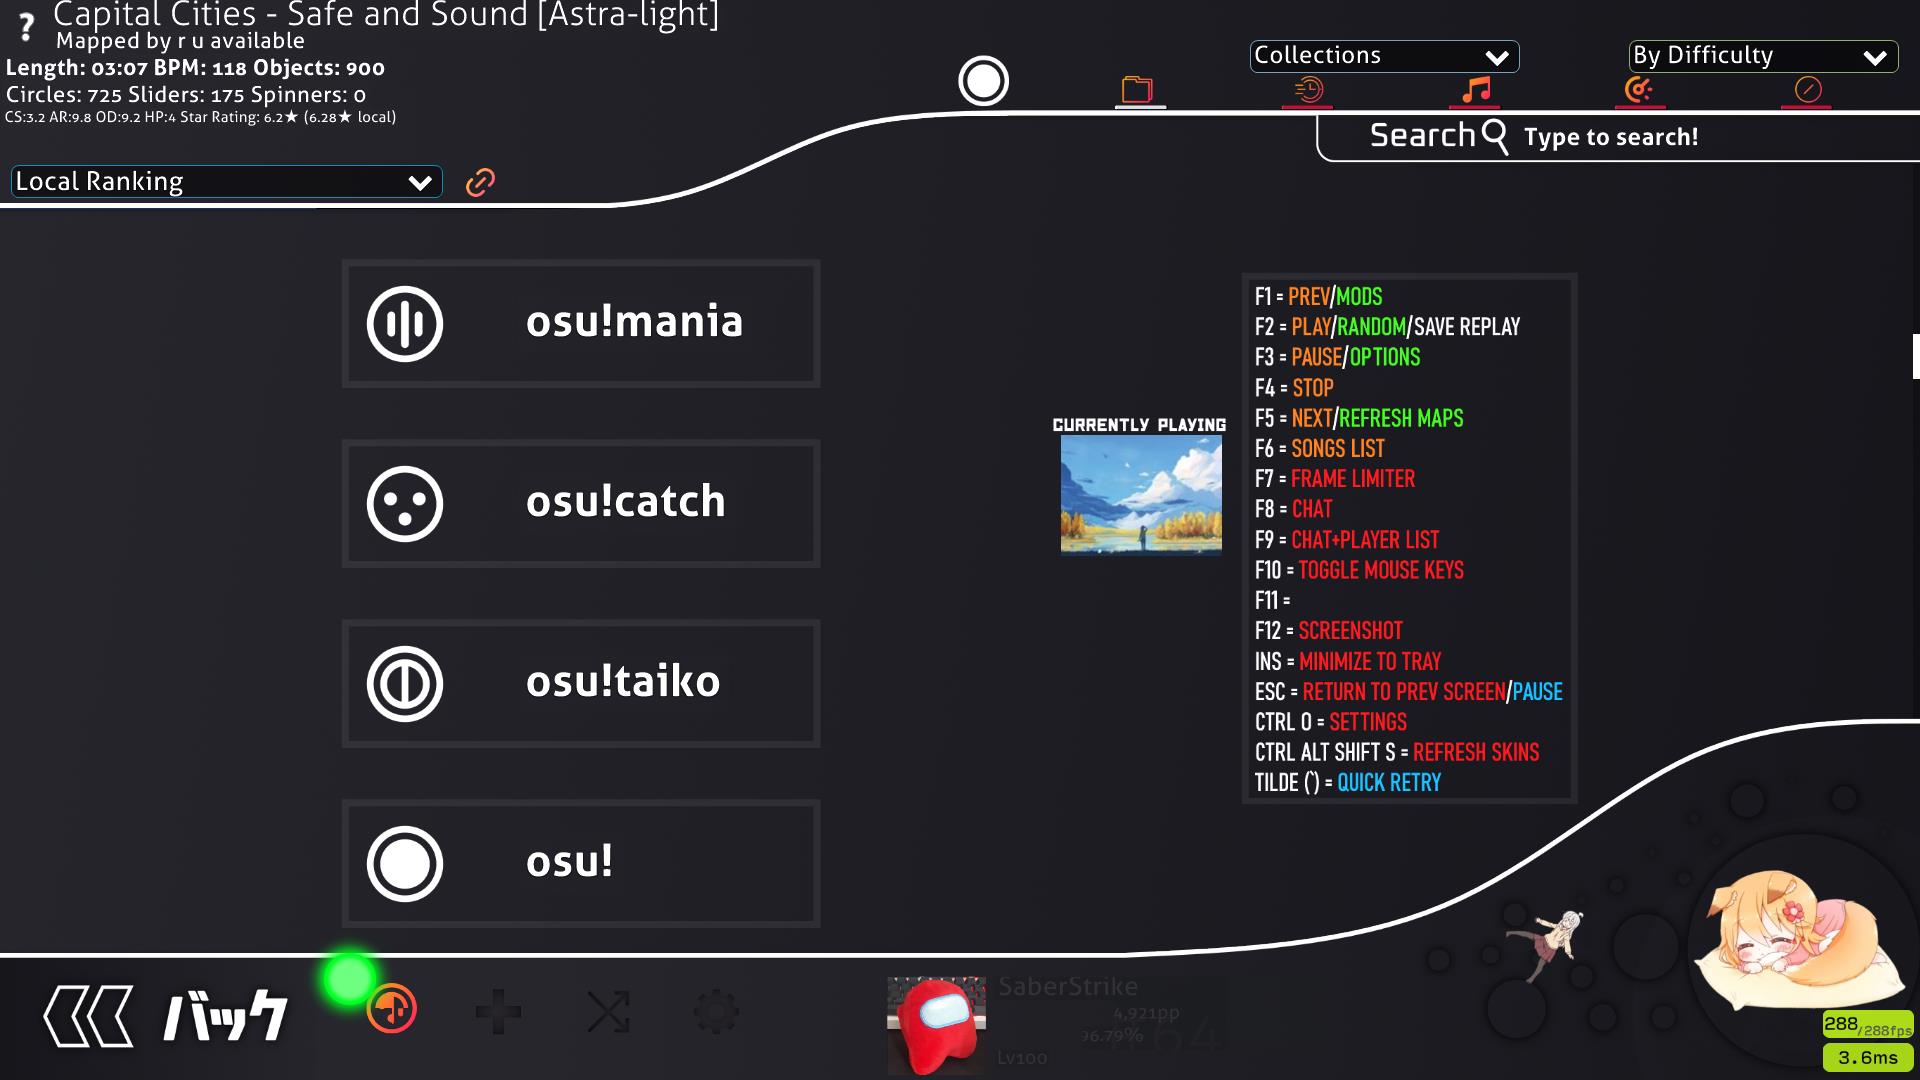 Capital Cities - Safe and Sound [Astra-light]
Mapped by r u available
Length: 03:07 BPM: 118 Objects: 900
Circles: 725 Sliders: 175 Spinners: 0
CS:3.2 AR:9.8 OD:9.2 HP:4 Star Rating: 6.2★ (6.28★ local)
Collections
By Difficulty
Search
Type to search!
Local Ranking
osu!mania
osu!catch
osu!taiko
osu!
CURRENTLY PLAYING
F1 = PREV/MODS
F2 = PLAY/RANDOM/SAVE REPLAY
F3 = PAUSE/OPTIONS
F4 = STOP
F5 = NEXT/REFRESH MAPS
F6 = SONGS LIST
F7 = FRAME LIMITER
F8 = CHAT
F9 = CHAT+PLAYER LIST
F10 = TOGGLE MOUSE KEYS
F11 =
F12 = SCREENSHOT
INS = MINIMIZE TO TRAY
ESC = RETURN TO PREV SCREEN/PAUSE
CTRL O = SETTINGS
CTRL ALT SHIFT S = REFRESH SKINS
TILDE (`) = QUICK RETRY
バック
SaberStrike
4,921pp
96.79%
Lv100
288/288fps
3.6ms